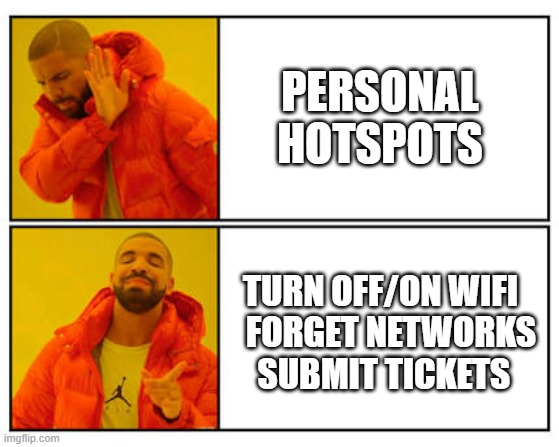 PERSONAL
HOTSPOTS
TURN OFF/ON WIFI
FORGET NETWORKS
SUBMIT TICKETS
imgflip.com